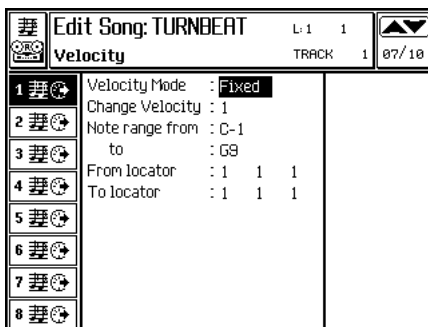 Edit Song: TURNBEAT L: 1 1
Velocity TRACK 1 07/10
Velocity Mode : Fixed
Change Velocity : 1
Note range from : C-1
to : G9
From locator : 1 1 1
To locator : 1 1 1
1
2
3
4
5
6
7
8